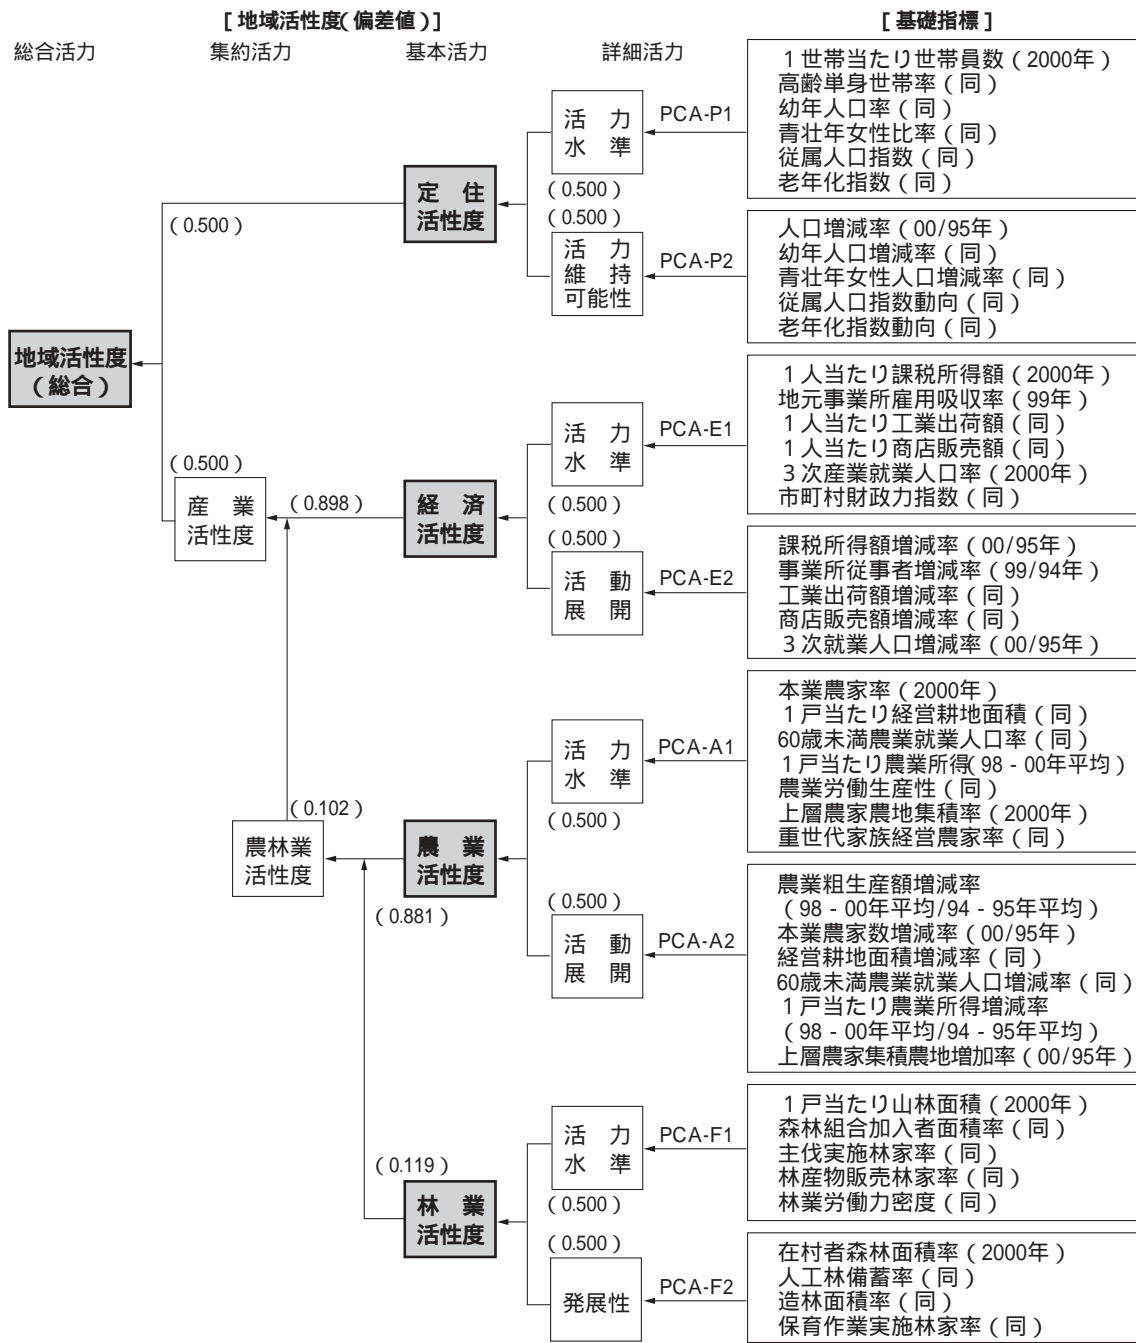 [ 地域活性度( 偏差値 )]
[ 基礎指標 ]
総合活力
集約活力
基本活力
詳細活力
地域活性度
( 総合 )
( 0.500 )
( 0.500 )
産 業
活性度
( 0.898 )
( 0.102 )
農林業
活性度
( 0.881 )
( 0.119 )
定 住
活性度
( 0.500 )
( 0.500 )
活 力
水 準
PCA-P1
1世帯当たり世帯員数 ( 2000年 )
高齢単身世帯率 ( 同 )
幼年人口率 ( 同 )
青壮年女性比率 ( 同 )
従属人口指数 ( 同 )
老年化指数 ( 同 )
活 力
維 持
可能性
PCA-P2
人口増減率 ( 00/95年 )
幼年人口増減率 ( 同 )
青壮年女性人口増減率 ( 同 )
従属人口指数動向 ( 同 )
老年化指数動向 ( 同 )
経 済
活性度
( 0.500 )
( 0.500 )
活 力
水 準
PCA-E1
1人当たり課税所得額 ( 2000年 )
地元事業所雇用吸収率 ( 99年 )
1人当たり工業出荷額 ( 同 )
1人当たり商店販売額 ( 同 )
3次産業就業人口率 ( 2000年 )
市町村財政力指数 ( 同 )
活 動
展 開
PCA-E2
課税所得額増減率 ( 00/95年 )
事業所従事者増減率 ( 99/94年 )
工業出荷額増減率 ( 同 )
商店販売額増減率 ( 同 )
3次就業人口増減率 ( 00/95年 )
農 業
活性度
( 0.500 )
( 0.500 )
活 力
水 準
PCA-A1
本業農家率 ( 2000年 )
1戸当たり経営耕地面積 ( 同 )
60歳未満農業就業人口率 ( 同 )
1戸当たり農業所得( 98 - 00年平均 )
農業労働生産性 ( 同 )
上層農家農地集積率 ( 2000年 )
重世代家族経営農家率 ( 同 )
活 動
展 開
PCA-A2
農業粗生産額増減率
( 98 - 00年平均/94 - 95年平均 )
本業農家数増減率 ( 00/95年 )
経営耕地面積増減率 ( 同 )
60歳未満農業就業人口増減率 ( 同 )
1戸当たり農業所得増減率
( 98 - 00年平均/94 - 95年平均 )
上層農家集積農地増加率 ( 00/95年 )
林 業
活性度
( 0.500 )
( 0.500 )
活 力
水 準
PCA-F1
1戸当たり山林面積 ( 2000年 )
森林組合加入者面積率 ( 同 )
主伐実施林家率 ( 同 )
林産物販売林家率 ( 同 )
林業労働力密度 ( 同 )
発展性
PCA-F2
在村者森林面積率 ( 2000年 )
人工林備蓄率 ( 同 )
造林面積率 ( 同 )
保育作業実施林家率 ( 同 )